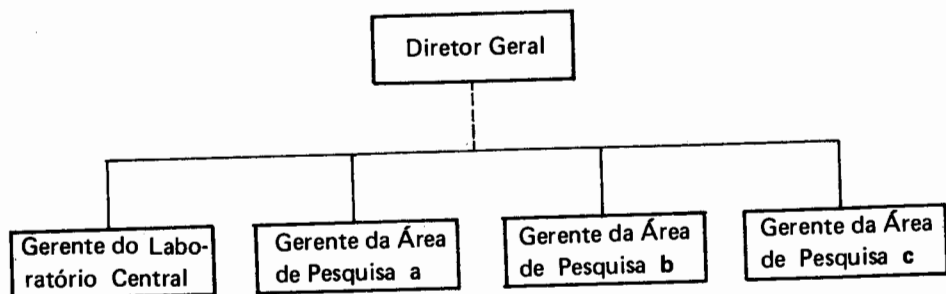 Diretor Geral
Gerente do Labo-
ratório Central
Gerente da Área
de Pesquisa a
Gerente da Área
de Pesquisa b
Gerente da Área
de Pesquisa c